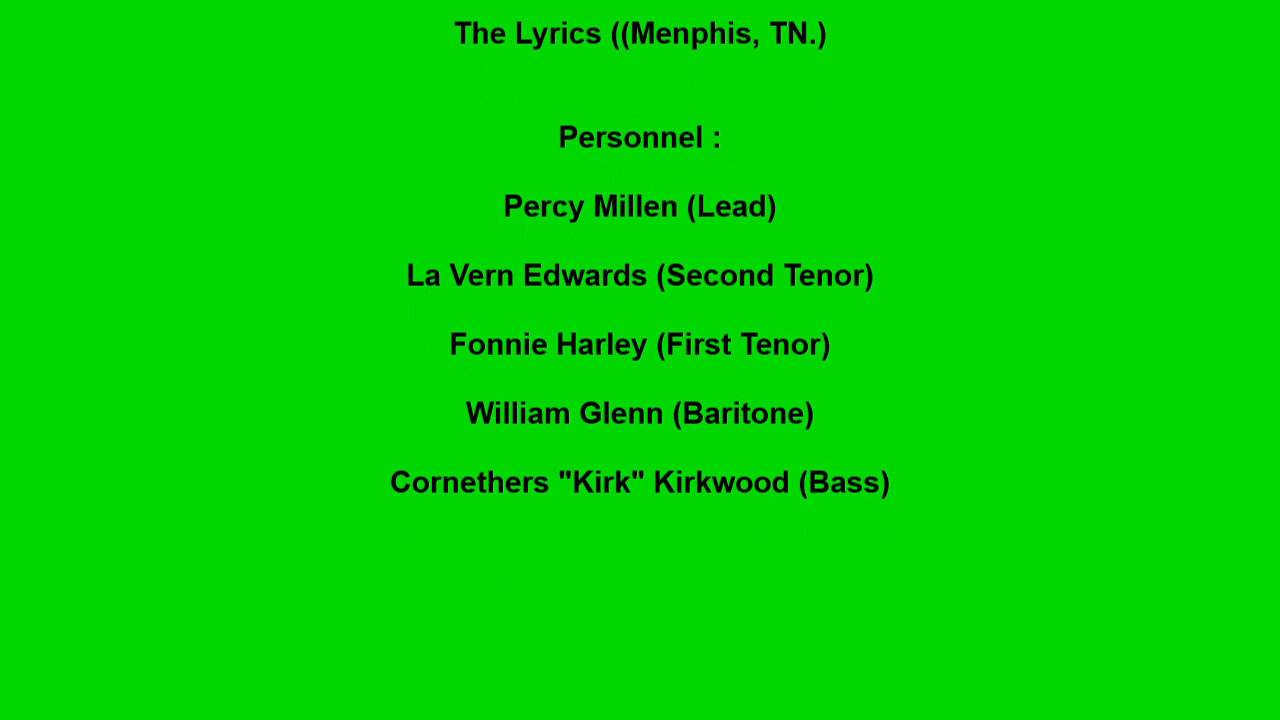 The Lyrics ((Menphis, TN.)
Personnel :
Percy Millen (Lead)
La Vern Edwards (Second Tenor)
Fonnie Harley (First Tenor)
William Glenn (Baritone)
Cornethers "Kirk" Kirkwood (Bass)